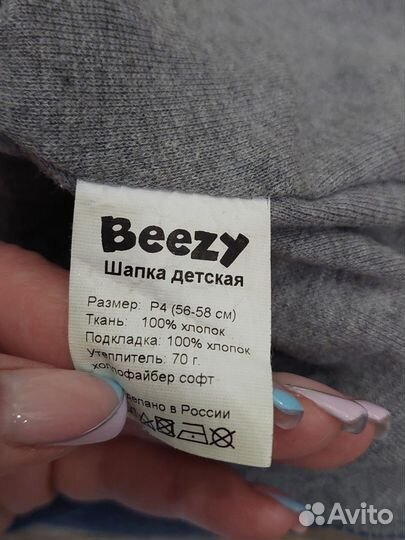 Beezy
Шапка детская
Размер: Р4 (56-58 см)
Ткань: 100% хлопок
Подкладка: 100% хлопок
Утеплитель: 70 г.
холлофайбер софт
в России
Avito